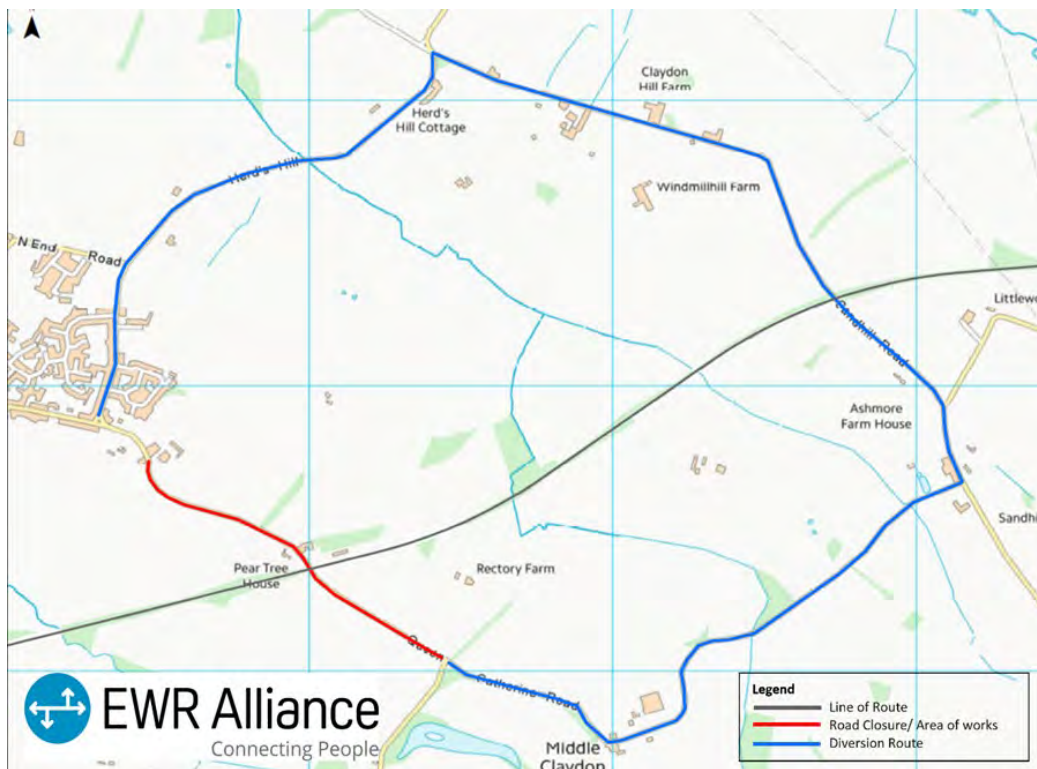 Claydon
Hill Farm
Herd's
Hill Cottage
Herd's Hill
Windmillhill Farm
N End Road
Littlewo
Sandhill Road
Ashmore
Farm House
Sandhi
Pear Tree
House
Rectory Farm
Queen Catherine Road
Middle
Claydon
EWR Alliance
Connecting People
Legend
Line of Route
Road Closure/ Area of works
Diversion Route